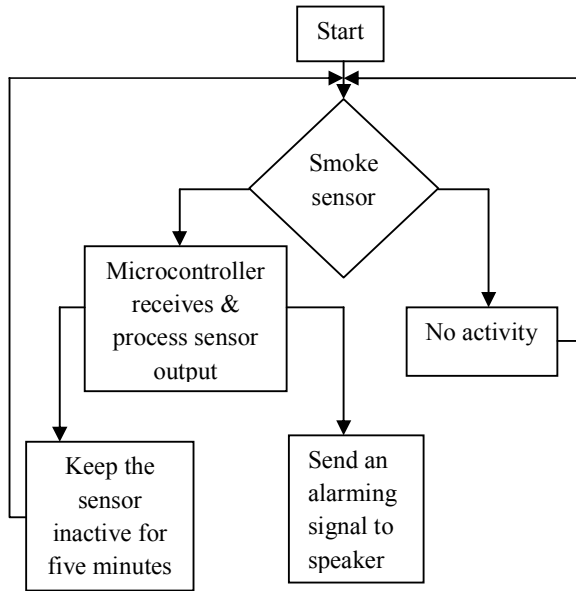 Start
Smoke
sensor
Microcontroller
receives &
process sensor
output
No activity
Keep the
sensor
inactive for
five minutes
Send an
alarming
signal to
speaker